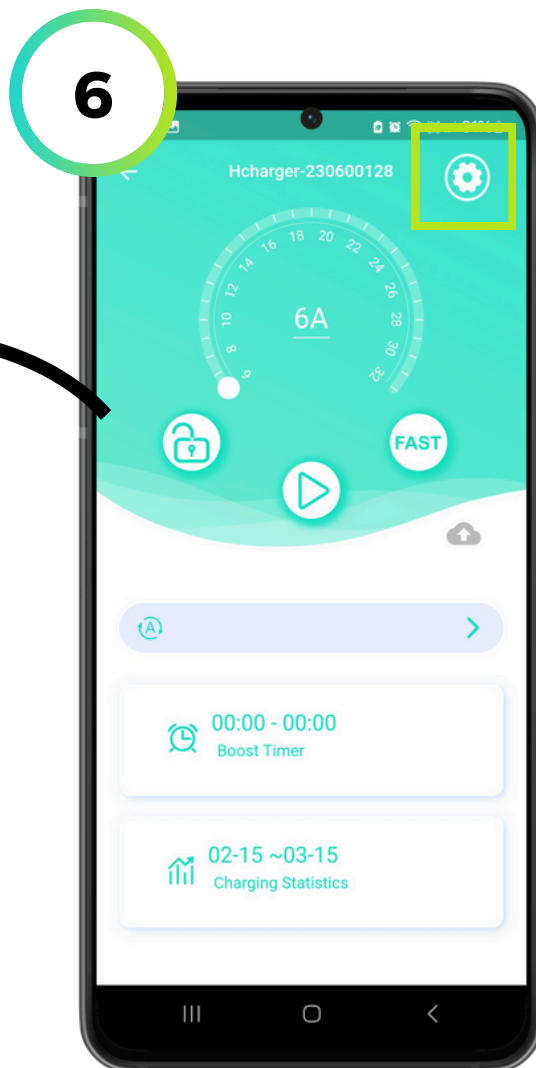 6
Hcharger-230600128
6 8 10 12 14 16 18 20 22 24 26 28 30 32
6A
FAST
A
00:00 - 00:00
Boost Timer
02-15 ~03-15
Charging Statistics